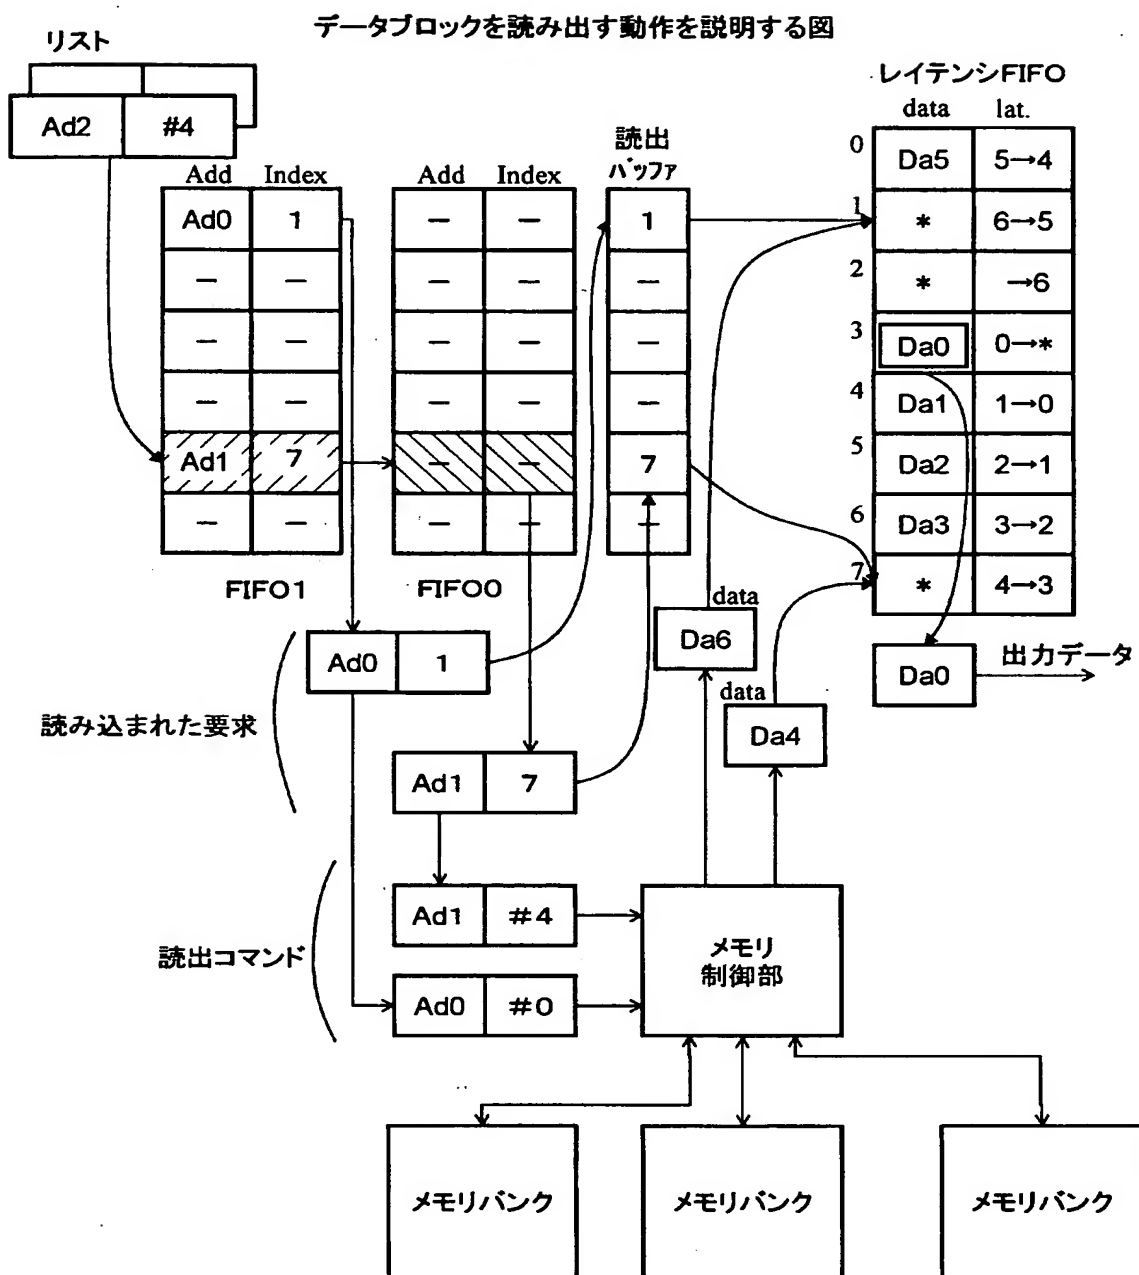 データブロックを読み出す動作を説明する図
リスト
Ad2 #4
Add Index
Ad0 1
— —
— —
— —
Ad1 7
— —
FIFO1
Add Index
— —
— —
— —
— —
— —
— —
FIFO0
読出
バッファ
1
—
—
—
7
—
レイテンシFIFO
data lat.
0 Da5 5→4
1 * 6→5
2 * →6
3 Da0 0→*
4 Da1 1→0
5 Da2 2→1
6 Da3 3→2
7 * 4→3
data
Da6
data
Da4
Da0
出力データ
読み込まれた要求
Ad0 1
Ad1 7
読出コマンド
Ad1 #4
Ad0 #0
メモリ
制御部
メモリバンク
メモリバンク
メモリバンク